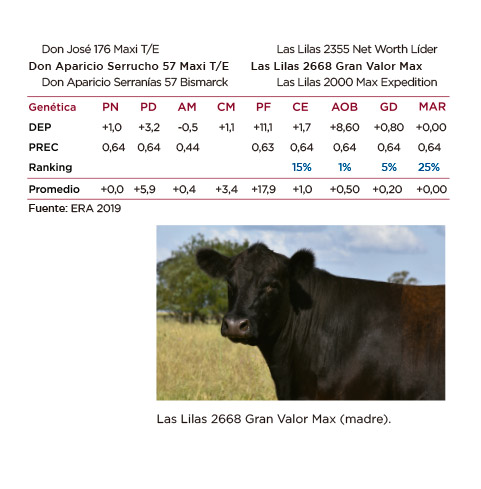 Don José 176 Maxi T/E Las Lilas 2355 Net Worth Líder
Don Aparicio Serrucho 57 Maxi T/E Las Lilas 2668 Gran Valor Max
Don Aparicio Serranías 57 Bismarck Las Lilas 2000 Max Expedition
Genética PN PD AM CM PF CE AOB GD MAR
DEP +1,0 +3,2 -0,5 +1,1 +11,1 +1,7 +8,60 +0,80 +0,00
PREC 0,64 0,64 0,44 0,63 0,64 0,64 0,64 0,64
Ranking 15% 1% 5% 25%
Promedio +0,0 +5,9 +0,4 +3,4 +17,9 +1,0 +0,50 +0,20 +0,00
Fuente: ERA 2019
Las Lilas 2668 Gran Valor Max (madre).